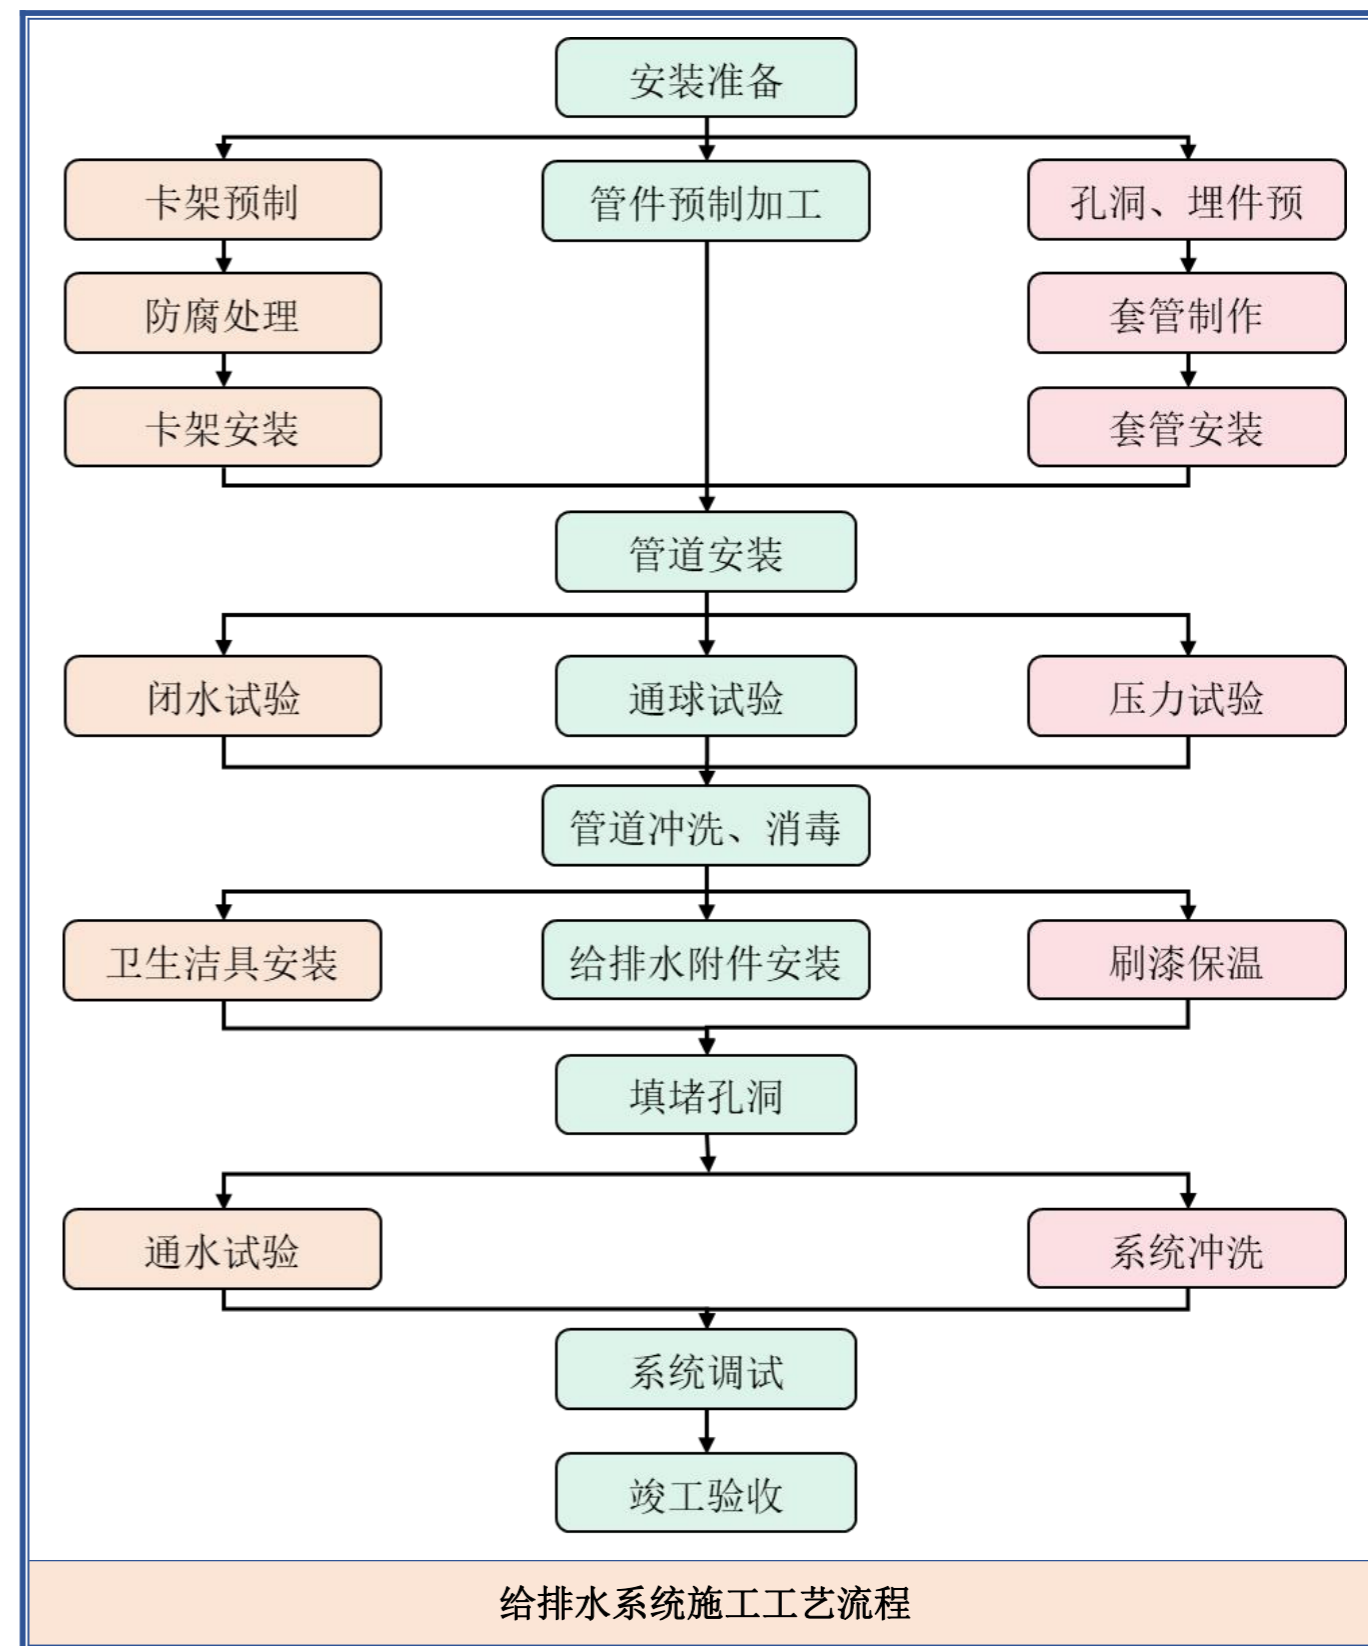 安装准备
卡架预制
管件预制加工
孔洞、埋件预
防腐处理
套管制作
卡架安装
套管安装
管道安装
闭水试验
通球试验
压力试验
管道冲洗、消毒
卫生洁具安装
给排水附件安装
刷漆保温
填堵孔洞
通水试验
系统冲洗
系统调试
竣工验收
给排水系统施工工艺流程